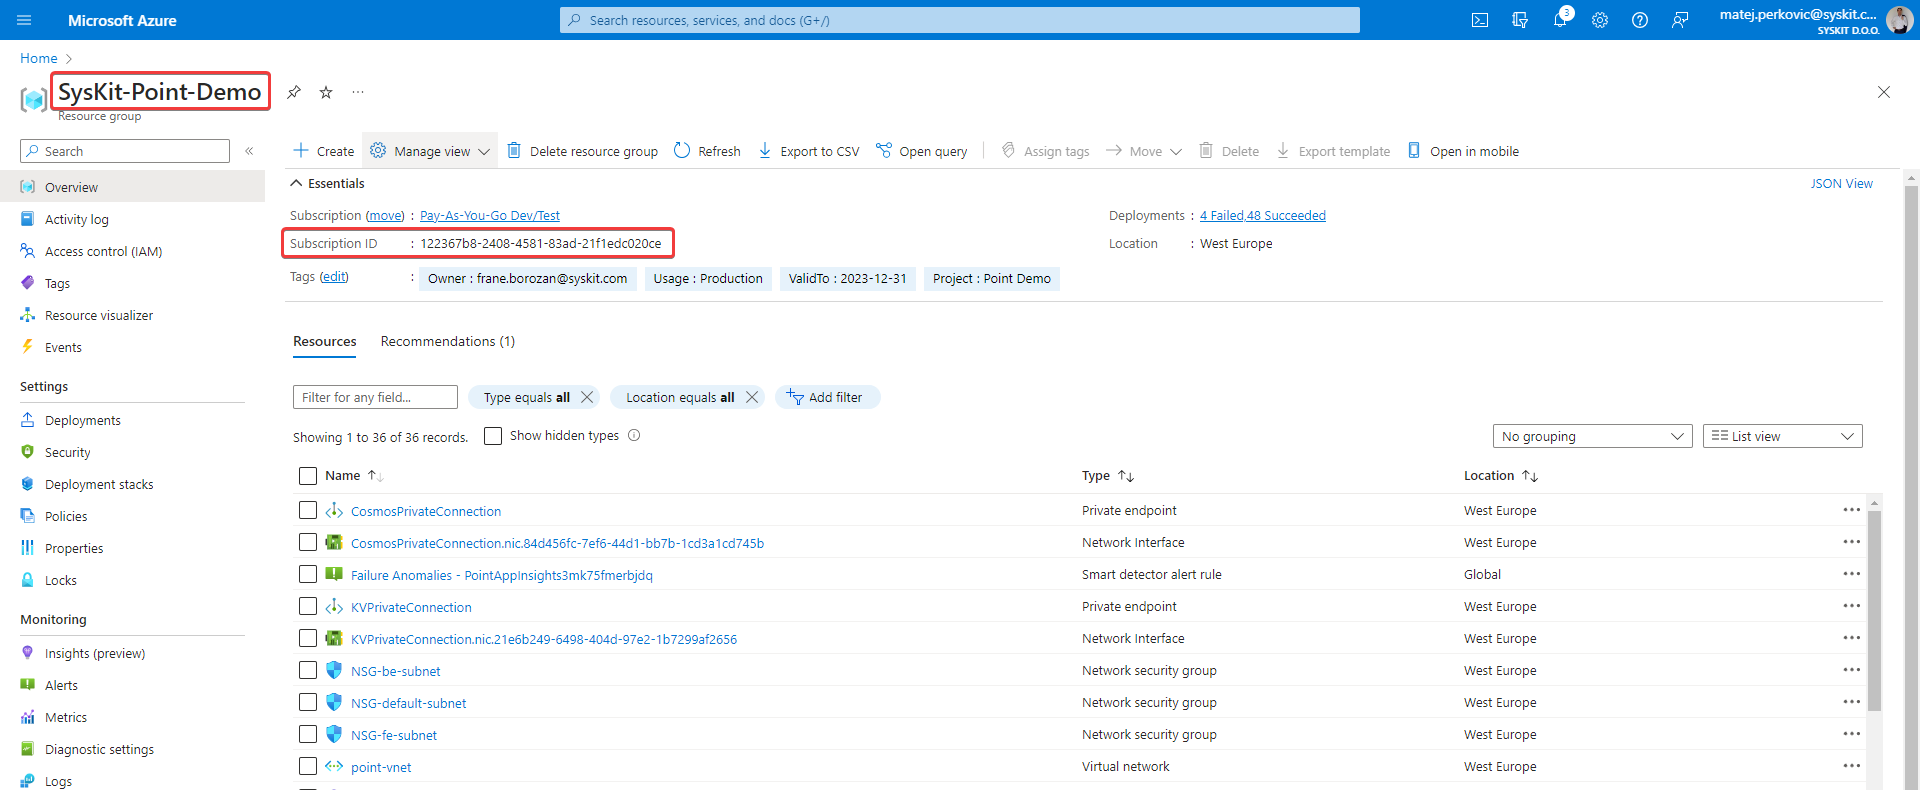 Microsoft Azure
Search resources, services, and docs (G+/)
3
matej.perkovic@syskit.c...
SYSKIT D.O.O.
Home
SysKit-Point-Demo
Resource group
Search
Create
Manage view
Delete resource group
Refresh
Export to CSV
Open query
Assign tags
Move
Delete
Export template
Open in mobile
Overview
Activity log
Access control (IAM)
Tags
Resource visualizer
Events
Settings
Deployments
Security
Deployment stacks
Policies
Properties
Locks
Monitoring
Insights (preview)
Alerts
Metrics
Diagnostic settings
Logs
Essentials
JSON View
Subscription (move) : Pay-As-You-Go Dev/Test
Deployments : 4 Failed,48 Succeeded
Subscription ID : 122367b8-2408-4581-83ad-21f1edc020ce
Location : West Europe
Tags (edit) : Owner : frane.borozan@syskit.com Usage : Production ValidTo : 2023-12-31 Project : Point Demo
Resources Recommendations (1)
Filter for any field... Type equals all Location equals all Add filter
Showing 1 to 36 of 36 records. Show hidden types No grouping List view
Name Type Location
CosmosPrivateConnection Private endpoint West Europe
CosmosPrivateConnection.nic.84d456fc-7ef6-44d1-bb7b-1cd3a1cd745b Network Interface West Europe
Failure Anomalies - PointAppInsights3mk75fmerbjdq Smart detector alert rule Global
KVPrivateConnection Private endpoint West Europe
KVPrivateConnection.nic.21e6b249-6498-404d-97e2-1b7299af2656 Network Interface West Europe
NSG-be-subnet Network security group West Europe
NSG-default-subnet Network security group West Europe
NSG-fe-subnet Network security group West Europe
point-vnet Virtual network West Europe